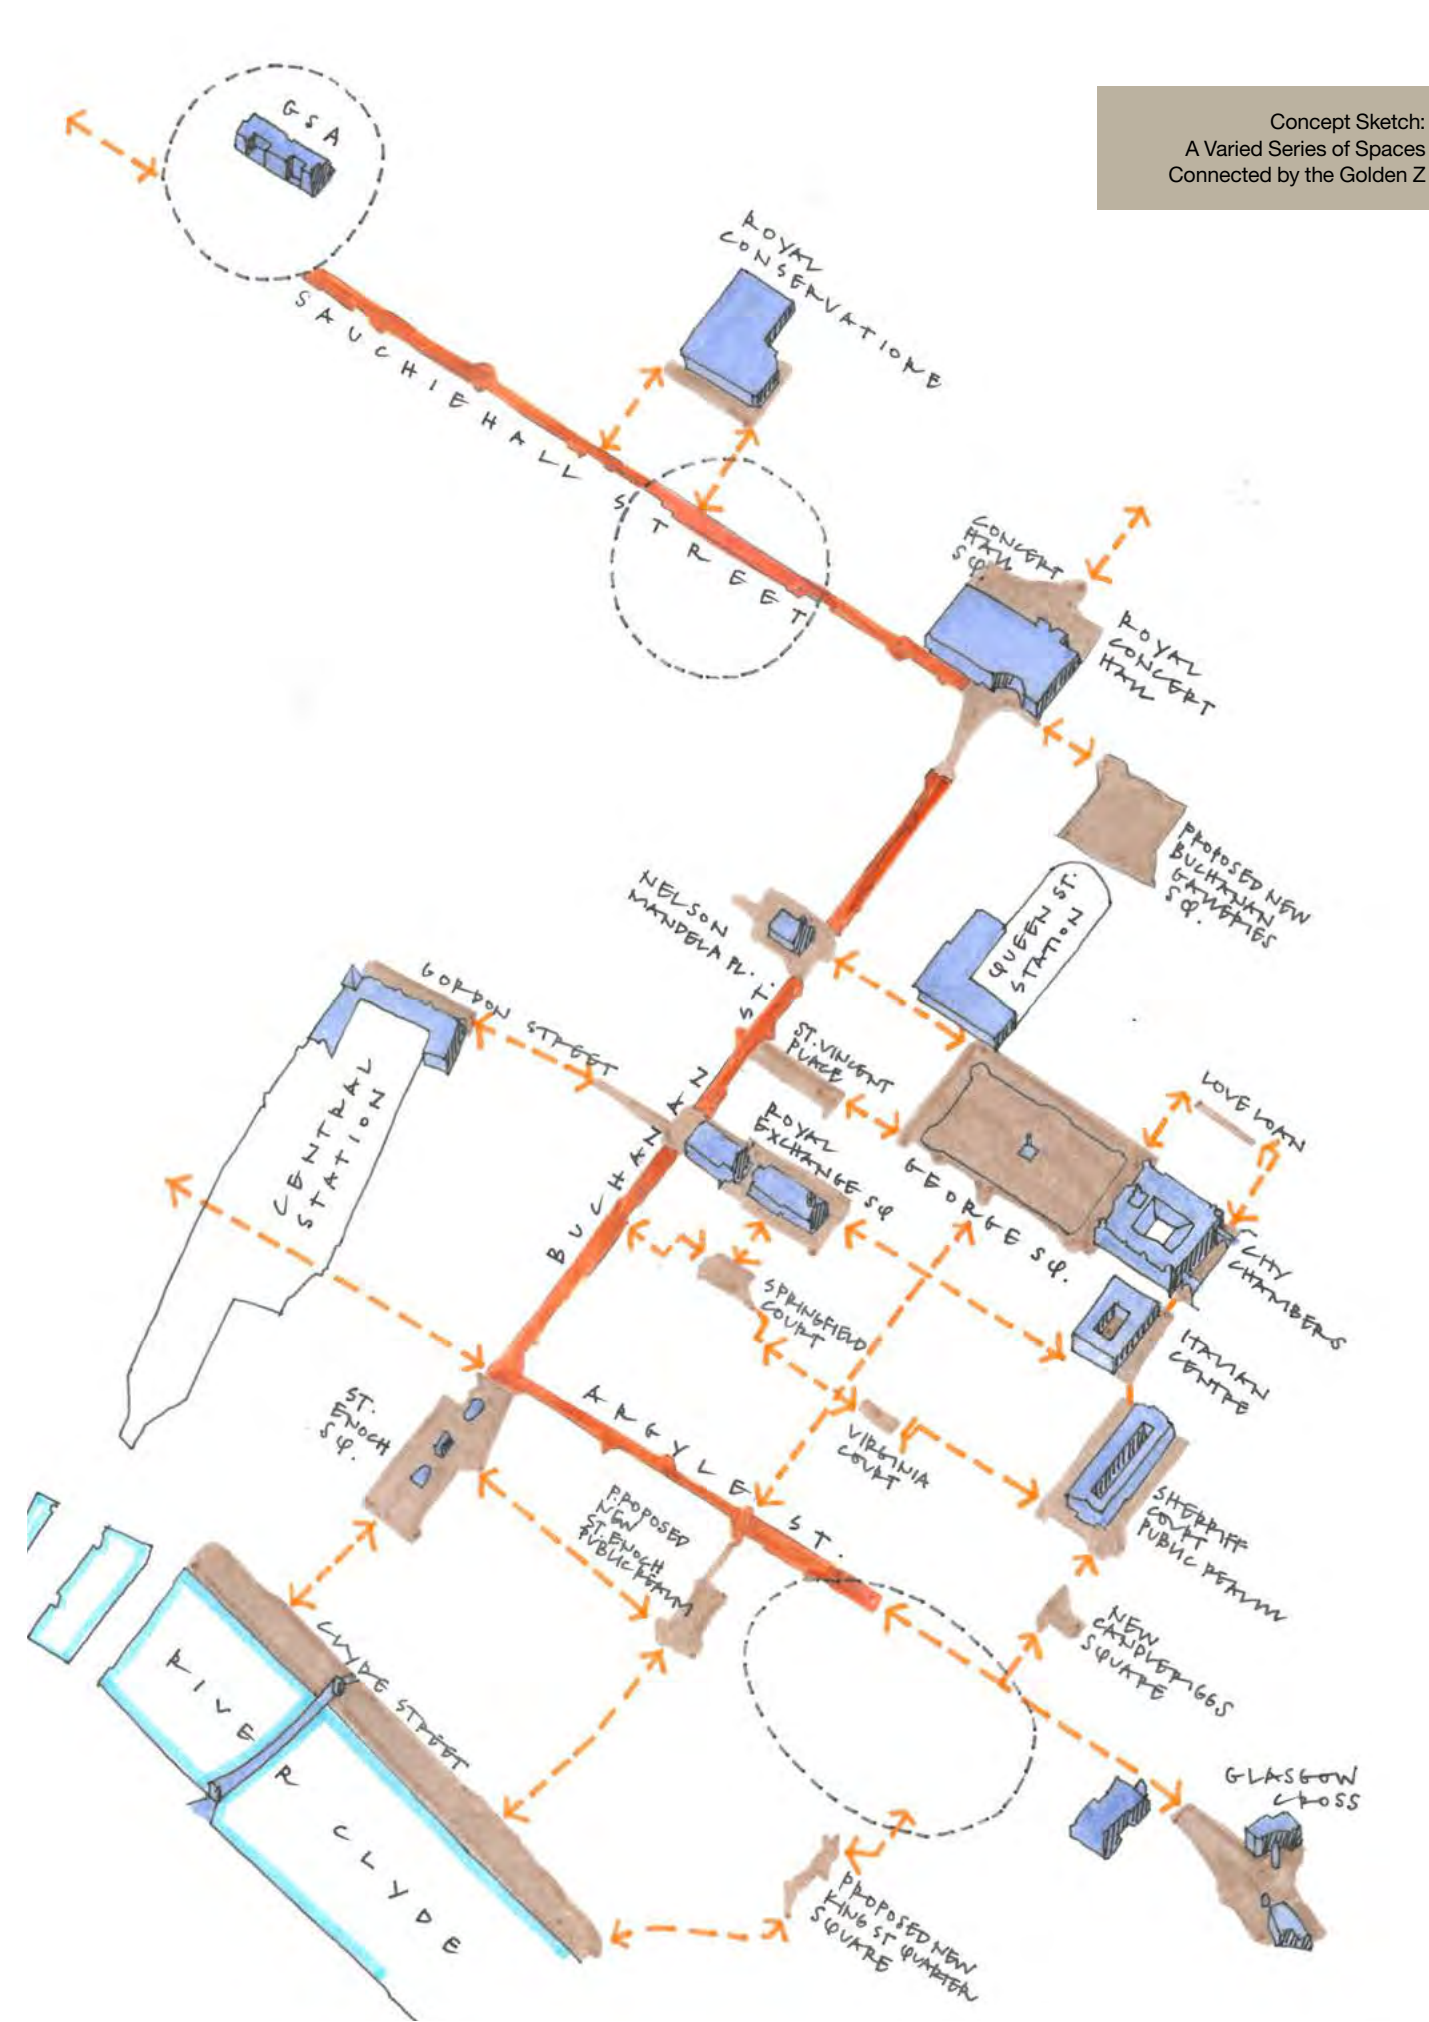 Concept Sketch:
A Varied Series of Spaces
Connected by the Golden Z
GSA
SAUCHIEHALL STREET
ROYAL
CONSERVATIORE
CONCERT
HALL
SQ
ROYAL
CONCERT
HALL
PROPOSED NEW
BUCHANAN
GALLERIES
SQ.
NELSON
MANDELA PL.
QUEEN ST.
STATION
GORDON STREET
CENTRAL
STATION
BUCHANAN ST.
ST. VINCENT
PLACE
ROYAL
EXCHANGE SQ
GEORGE SQ.
LOVE LOAN
CITY
CHAMBERS
ITALIAN
CENTRE
SPRINGFIELD
COURT
VIRGINIA
COURT
ARGYLE ST.
ST.
ENOCH
SQ.
PROPOSED
NEW
ST. ENOCH
PUBLIC REALM
SHERRIFF
COURT
PUBLIC REALM
NEW
CANDLERIGGS
SQUARE
CLYDE STREET
RIVER CLYDE
GLASGOW
CROSS
PROPOSED NEW
KING ST QUARTER
SQUARE